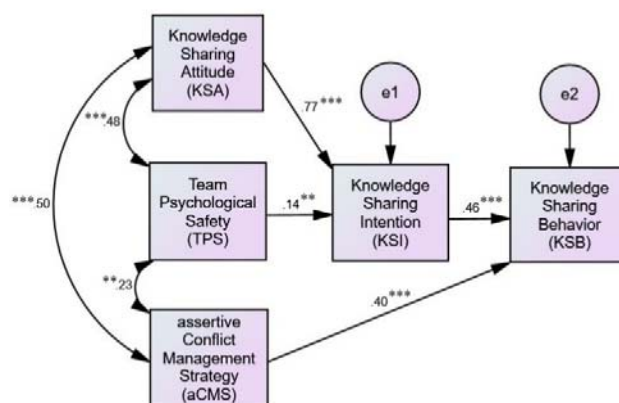 Knowledge
Sharing
Attitude
(KSA)
e1
e2
***.48
.77***
***.50
Team
Psychological
Safety
(TPS)
.14**
Knowledge
Sharing
Intention
(KSI)
.46***
Knowledge
Sharing
Behavior
(KSB)
**.23
.40***
assertive
Conflict
Management
Strategy
(aCMS)